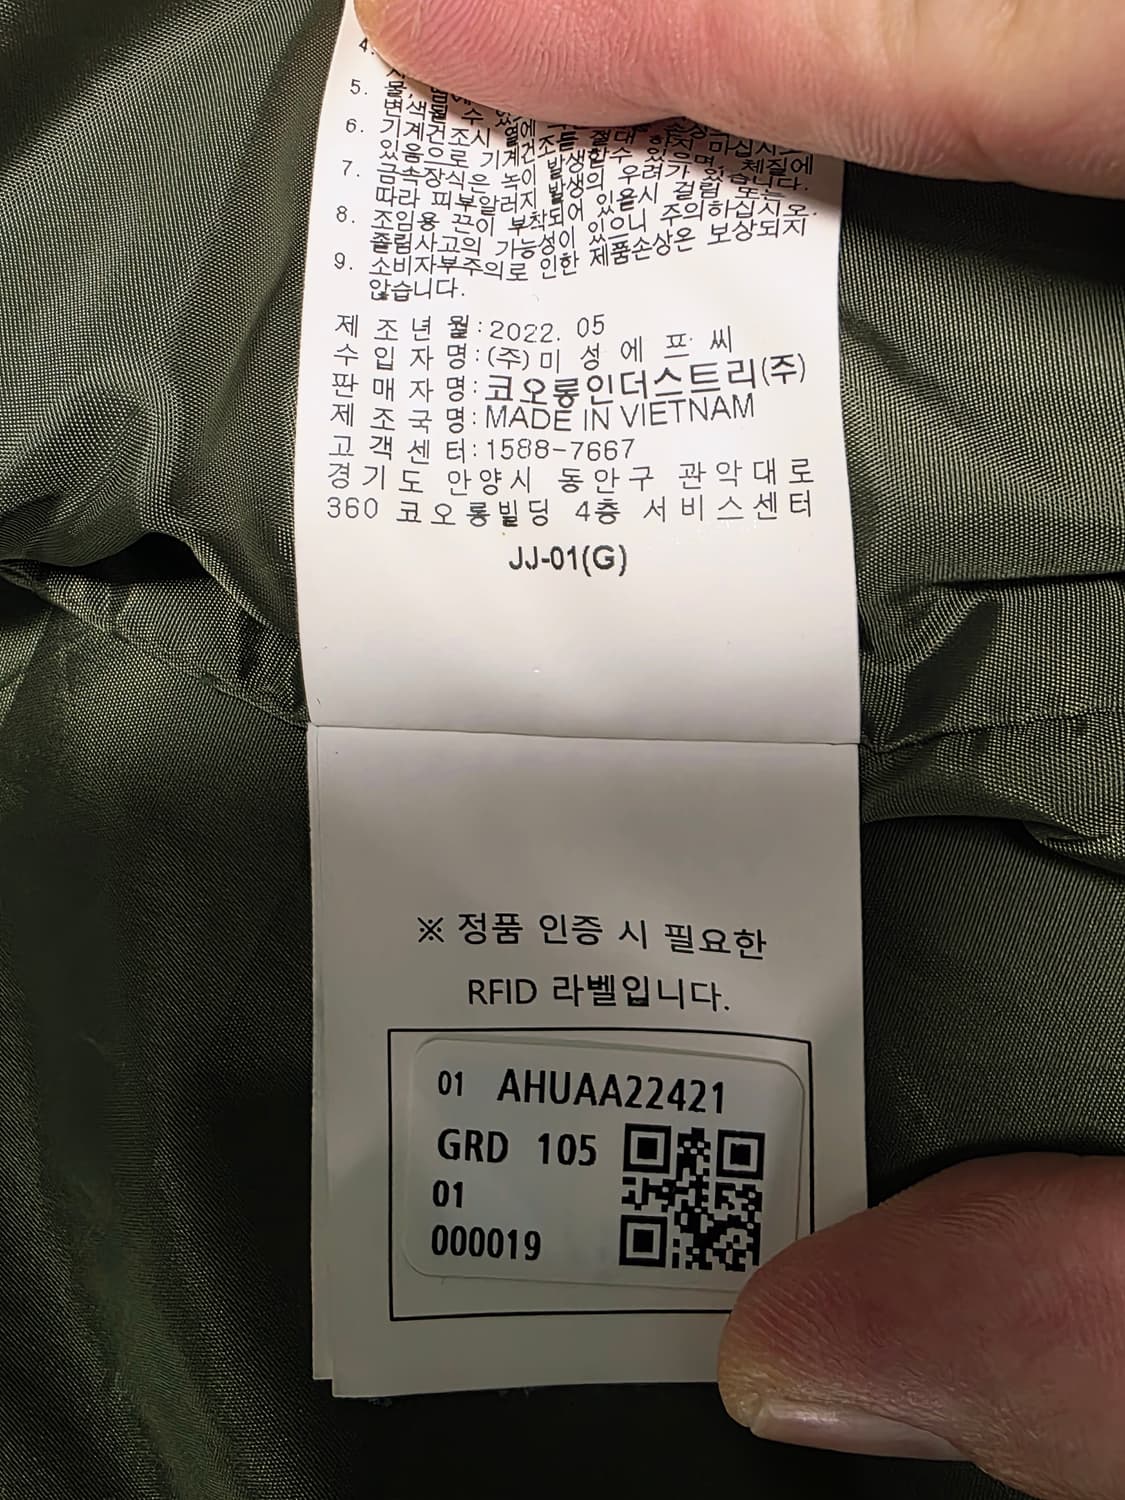 4.
5. 물,
변색될 수 있
6. 기계건조시 열에
있음으로 기계건조를 절대 하지 마십시오
7. 금속장식은 녹이 발생할수 있으며, 체질에
따라 피부알러지 발생의 우려가 있습니다.
8. 조임용 끈이 부착되어 있을시 걸림 또는
졸림사고의 가능성이 있으니 주의하십시오.
9. 소비자부주의로 인한 제품손상은 보상되지
않습니다.
제 조 년 월:2022. 05
수 입 자 명:(주)미 성 에 프 씨
판 매 자 명:코오롱인더스트리(주)
제 조 국 명:MADE IN VIETNAM
고 객 센 터:1588-7667
경기도 안양시 동안구 관악대로
360 코오롱빌딩 4층 서비스센터
JJ-01(G)
※ 정품 인증 시 필요한
RFID 라벨입니다.
01 AHUAA22421
GRD 105
01
000019